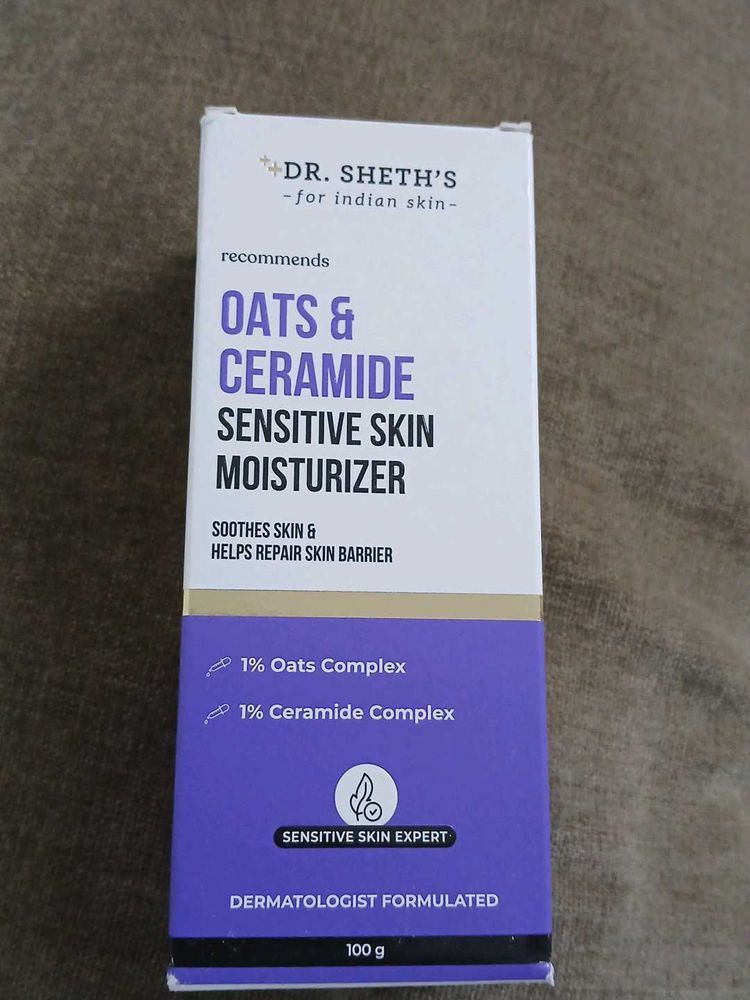 DR. SHETH'S
-for indian skin-
recommends
OATS &
CERAMIDE
SENSITIVE SKIN
MOISTURIZER
SOOTHES SKIN &
HELPS REPAIR SKIN BARRIER
1% Oats Complex
1% Ceramide Complex
SENSITIVE SKIN EXPERT
DERMATOLOGIST FORMULATED
100 g